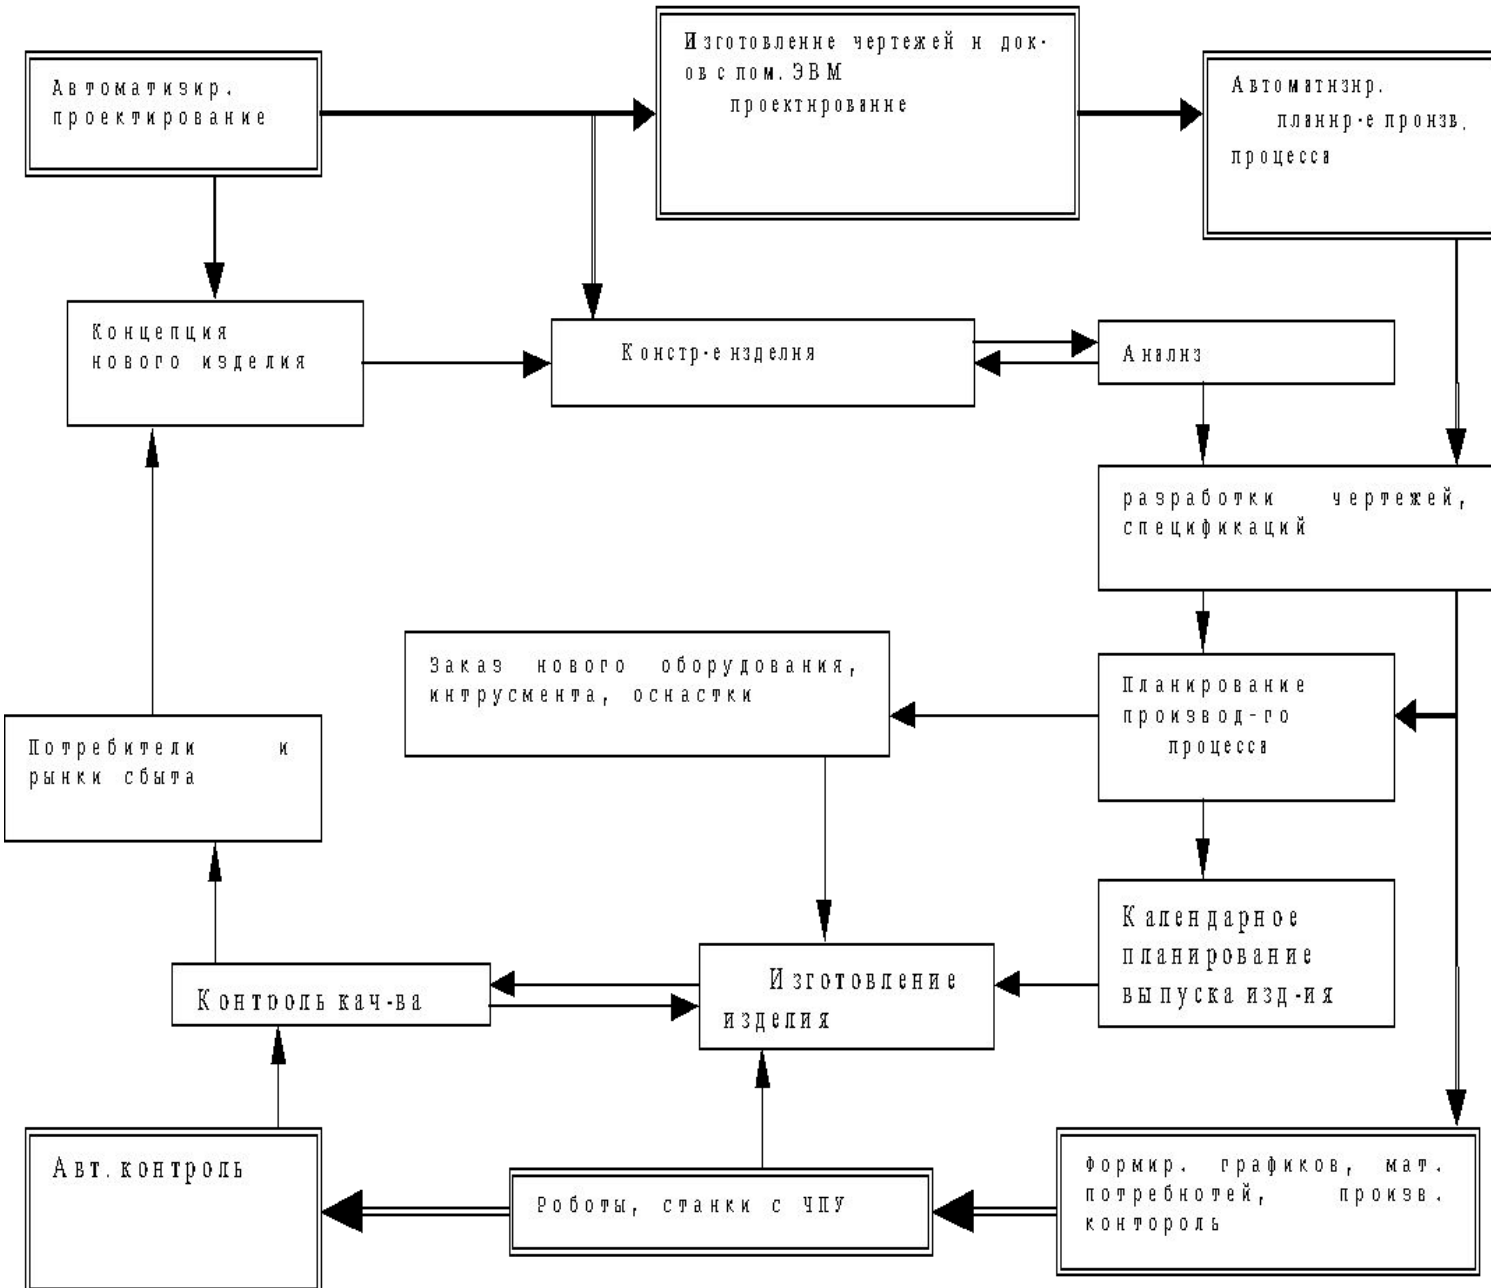 Автоматизир.
проектирование
Изготовление чертежей и док-
ов с пом. ЭВМ
проектирование
Автоматизир.
планир-е произв.
процесса
Концепция
нового изделия
Констр-е изделия
Анализ
разработки чертежей,
спецификаций
Заказ нового оборудования,
интрусмента, оснастки
Планирование
производ-го
процесса
Потребители и
рынки сбыта
Календарное
планирование
выпуска изд-ия
Изготовление
изделия
Контроль кач-ва
Авт. контроль
Роботы, станки с ЧПУ
формир. графиков, мат.
потребнотей, произв.
контороль